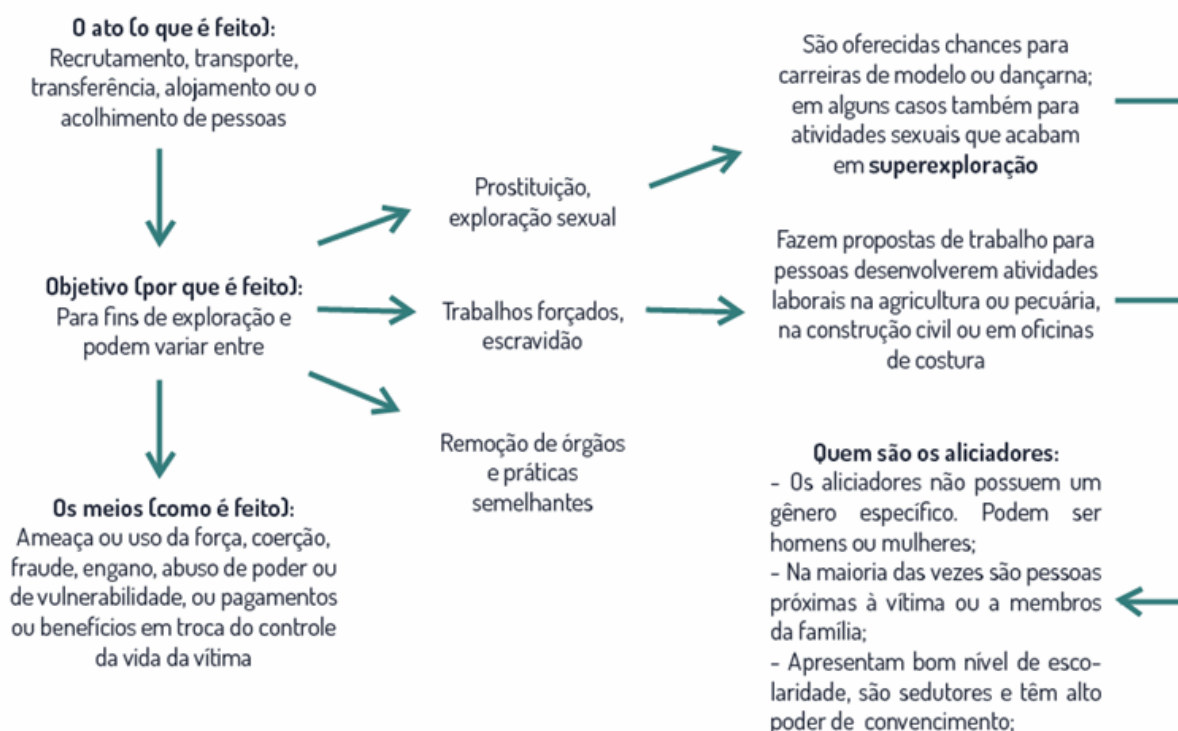 O ato (o que é feito):
Recrutamento, transporte,
transferência, alojamento ou o
acolhimento de pessoas
Objetivo (por que é feito):
Para fins de exploração e
podem variar entre
Os meios (como é feito):
Ameaça ou uso da força, coerção,
fraude, engano, abuso de poder ou
de vulnerabilidade, ou pagamentos
ou benefícios em troca do controle
da vida da vítima
Prostituição,
exploração sexual
Trabalhos forçados,
escravidão
Remoção de órgãos
e práticas
semelhantes
São oferecidas chances para
carreiras de modelo ou dançarna;
em alguns casos também para
atividades sexuais que acabam
em superexploração
Fazem propostas de trabalho para
pessoas desenvolverem atividades
laborais na agricultura ou pecuária,
na construção civil ou em oficinas
de costura
Quem são os aliciadores:
- Os aliciadores não possuem um
gênero específico. Podem ser
homens ou mulheres;
- Na maioria das vezes são pessoas
próximas à vítima ou a membros
da família;
- Apresentam bom nível de esco-
laridade, são sedutores e têm alto
poder de convencimento;